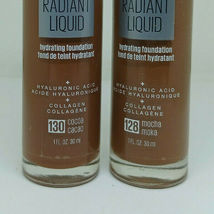 RADIANT
LIQUID
hydrating foundation
fond de teint hydratant
+
HYALURONIC ACID
ACIDE HYALURONIQUE
+
COLLAGEN
COLLAGÈNE
130 cocoa
cacao
1 FL. OZ. 30 ml
RADIANT
LIQUID
hydrating foundation
fond de teint hydratant
+
HYALURONIC ACID
ACIDE HYALURONIQUE
+
COLLAGEN
COLLAGÈNE
128 mocha
moka
1 FL. OZ. 30 ml